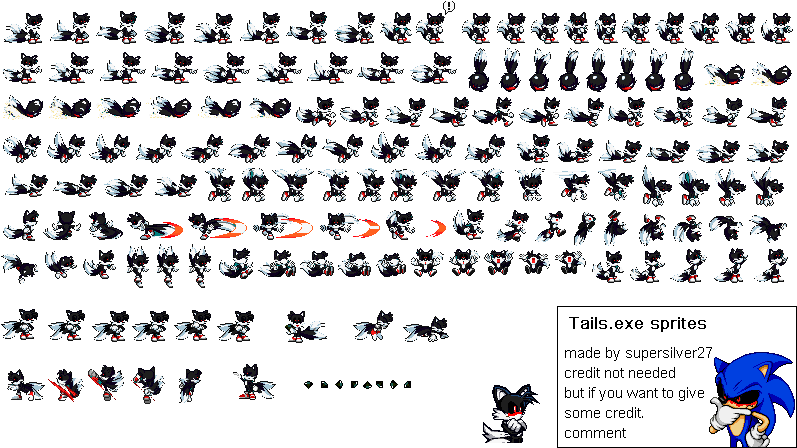 !
Tails.exe sprites
made by supersilver27
credit not needed
but if you want to give
some credit.
comment